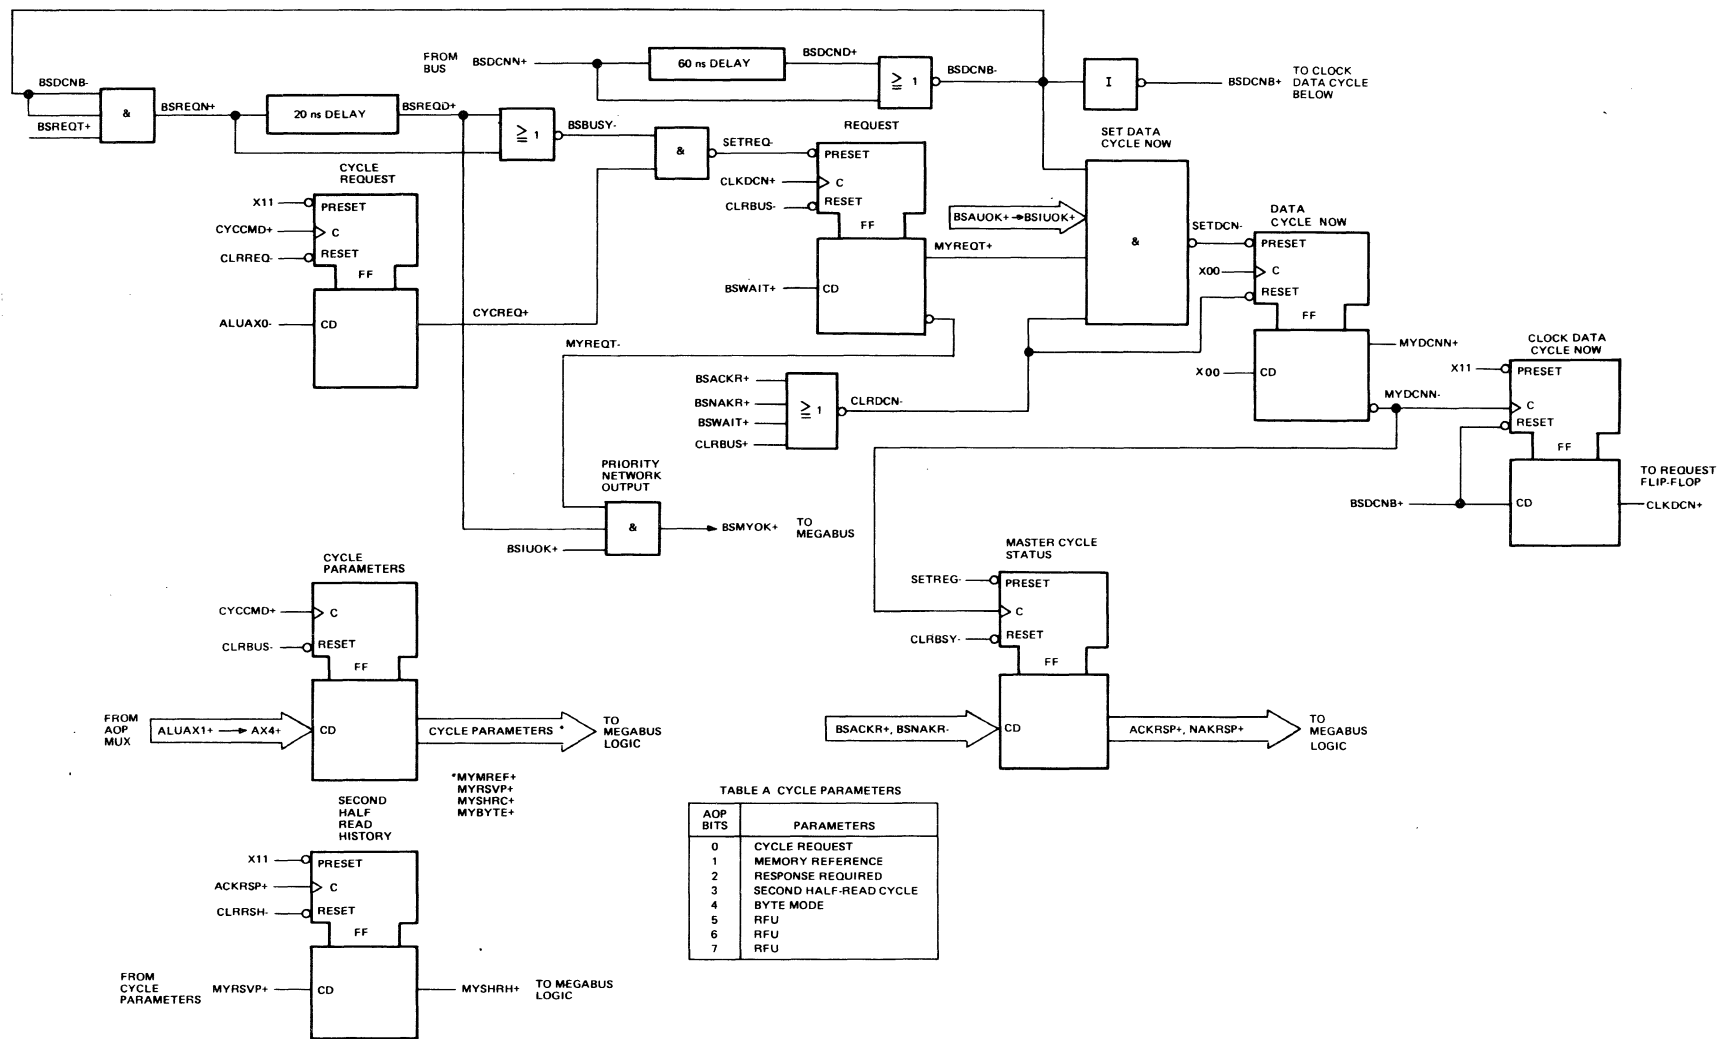 FROM
BUS
BSDCNN+
60 ns DELAY
BSDCND+
≥ 1
BSDCNB-
I
BSDCNB+
TO CLOCK
DATA CYCLE
BELOW
BSDCNB-
BSREQT+
&
BSREQN+
20 ns DELAY
BSREQD+
≥ 1
BSBUSY-
&
SETREQ-
REQUEST
PRESET
CLKDCN+
C
CLRBUS-
RESET
FF
MYREQT+
BSWAIT+
CD
MYREQT-
CYCLE
REQUEST
X11
PRESET
CYCCMD+
C
CLRREQ-
RESET
FF
ALUAX0-
CD
CYCREQ+
SET DATA
CYCLE NOW
BSAUOK+ → BSIUOK+
&
SETDCN-
DATA
CYCLE NOW
PRESET
X00
C
RESET
FF
X00
CD
MYDCNN+
MYDCNN-
CLOCK DATA
CYCLE NOW
X11
PRESET
C
RESET
FF
BSDCNB+
CD
TO REQUEST
FLIP-FLOP
CLKDCN+
BSACKR+
BSNAKR+
BSWAIT+
CLRBUS+
≥ 1
CLRDCN-
PRIORITY
NETWORK
OUTPUT
&
BSIUOK+
BSMYOK+
TO
MEGABUS
CYCLE
PARAMETERS
CYCCMD+
C
CLRBUS-
RESET
FF
FROM
AOP
MUX
ALUAX1+ → AX4+
CD
CYCLE PARAMETERS *
TO
MEGABUS
LOGIC
*MYMREF+
MYRSVP+
MYSHRC+
MYBYTE+
MASTER CYCLE
STATUS
SETREG-
PRESET
C
CLRBSY-
RESET
FF
BSACKR+, BSNAKR-
CD
ACKRSP+, NAKRSP+
TO
MEGABUS
LOGIC
SECOND
HALF
READ
HISTORY
X11
PRESET
ACKRSP+
C
CLRRSH-
RESET
FF
FROM
CYCLE
PARAMETERS
MYRSVP+
CD
MYSHRH+
TO MEGABUS
LOGIC
TABLE A CYCLE PARAMETERS
AOP
BITS PARAMETERS
0 CYCLE REQUEST
1 MEMORY REFERENCE
2 RESPONSE REQUIRED
3 SECOND HALF-READ CYCLE
4 BYTE MODE
5 RFU
6 RFU
7 RFU